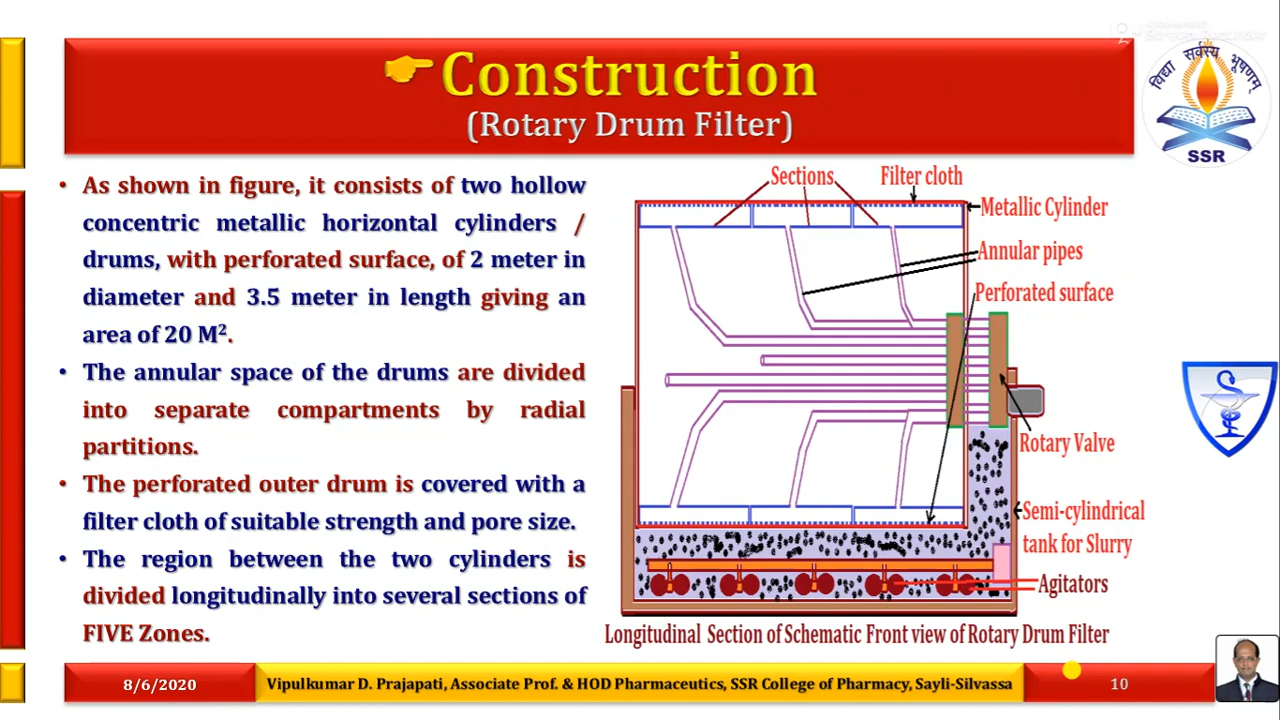 Construction
(Rotary Drum Filter)
विद्या सर्वस्य भूषणम्
SSR
• As shown in figure, it consists of two hollow
concentric metallic horizontal cylinders /
drums, with perforated surface, of 2 meter in
diameter and 3.5 meter in length giving an
area of 20 M².
• The annular space of the drums are divided
into separate compartments by radial
partitions.
• The perforated outer drum is covered with a
filter cloth of suitable strength and pore size.
• The region between the two cylinders is
divided longitudinally into several sections of
FIVE Zones.
Sections
Filter cloth
Metallic Cylinder
Annular pipes
Perforated surface
Rotary Valve
Semi-cylindrical
tank for Slurry
Agitators
Longitudinal Section of Schematic Front view of Rotary Drum Filter
8/6/2020
Vipulkumar D. Prajapati, Associate Prof. & HOD Pharmaceutics, SSR College of Pharmacy, Sayli-Silvassa
10